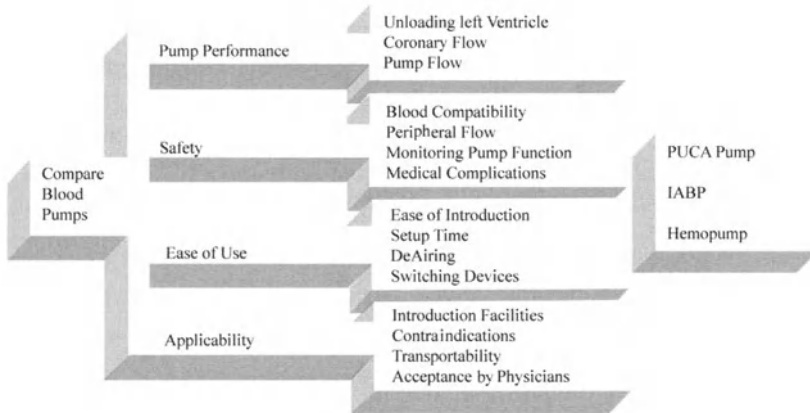 Compare
Blood
Pumps
Pump Performance
Safety
Ease of Use
Applicability
Unloading left Ventricle
Coronary Flow
Pump Flow
Blood Compatibility
Peripheral Flow
Monitoring Pump Function
Medical Complications
Ease of Introduction
Setup Time
DeAiring
Switching Devices
Introduction Facilities
Contraindications
Transportability
Acceptance by Physicians
PUCA Pump
IABP
Hemopump